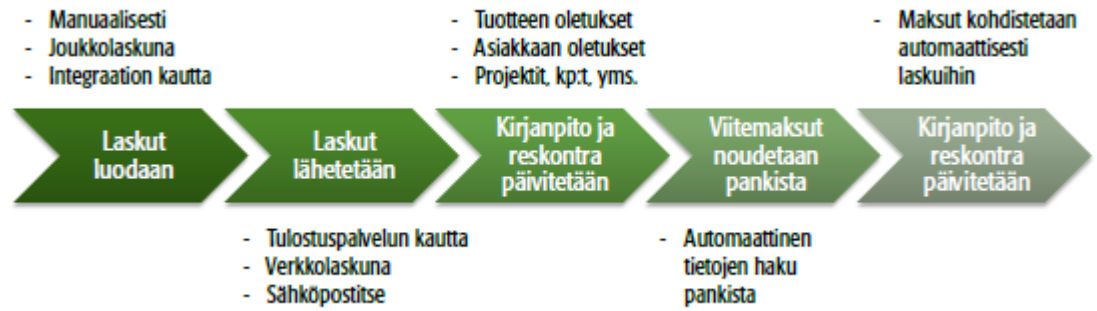 - Manuaalisesti
- Joukkolaskuna
- Integraation kautta
- Tuotteen oletukset
- Asiakkaan oletukset
- Projektit, kp:t, yms.
- Maksut kohdistetaan
automaattisesti
laskuihin
Laskut
luodaan
Laskut
lähetetään
Kirjanpito ja
reskontra
päivitetään
Viitemaksut
noudetaan
pankista
Kirjanpito ja
reskontra
päivitetään
- Tulostuspalvelun kautta
- Verkkolaskuna
- Sähköpostitse
- Automaattinen
tietojen haku
pankista